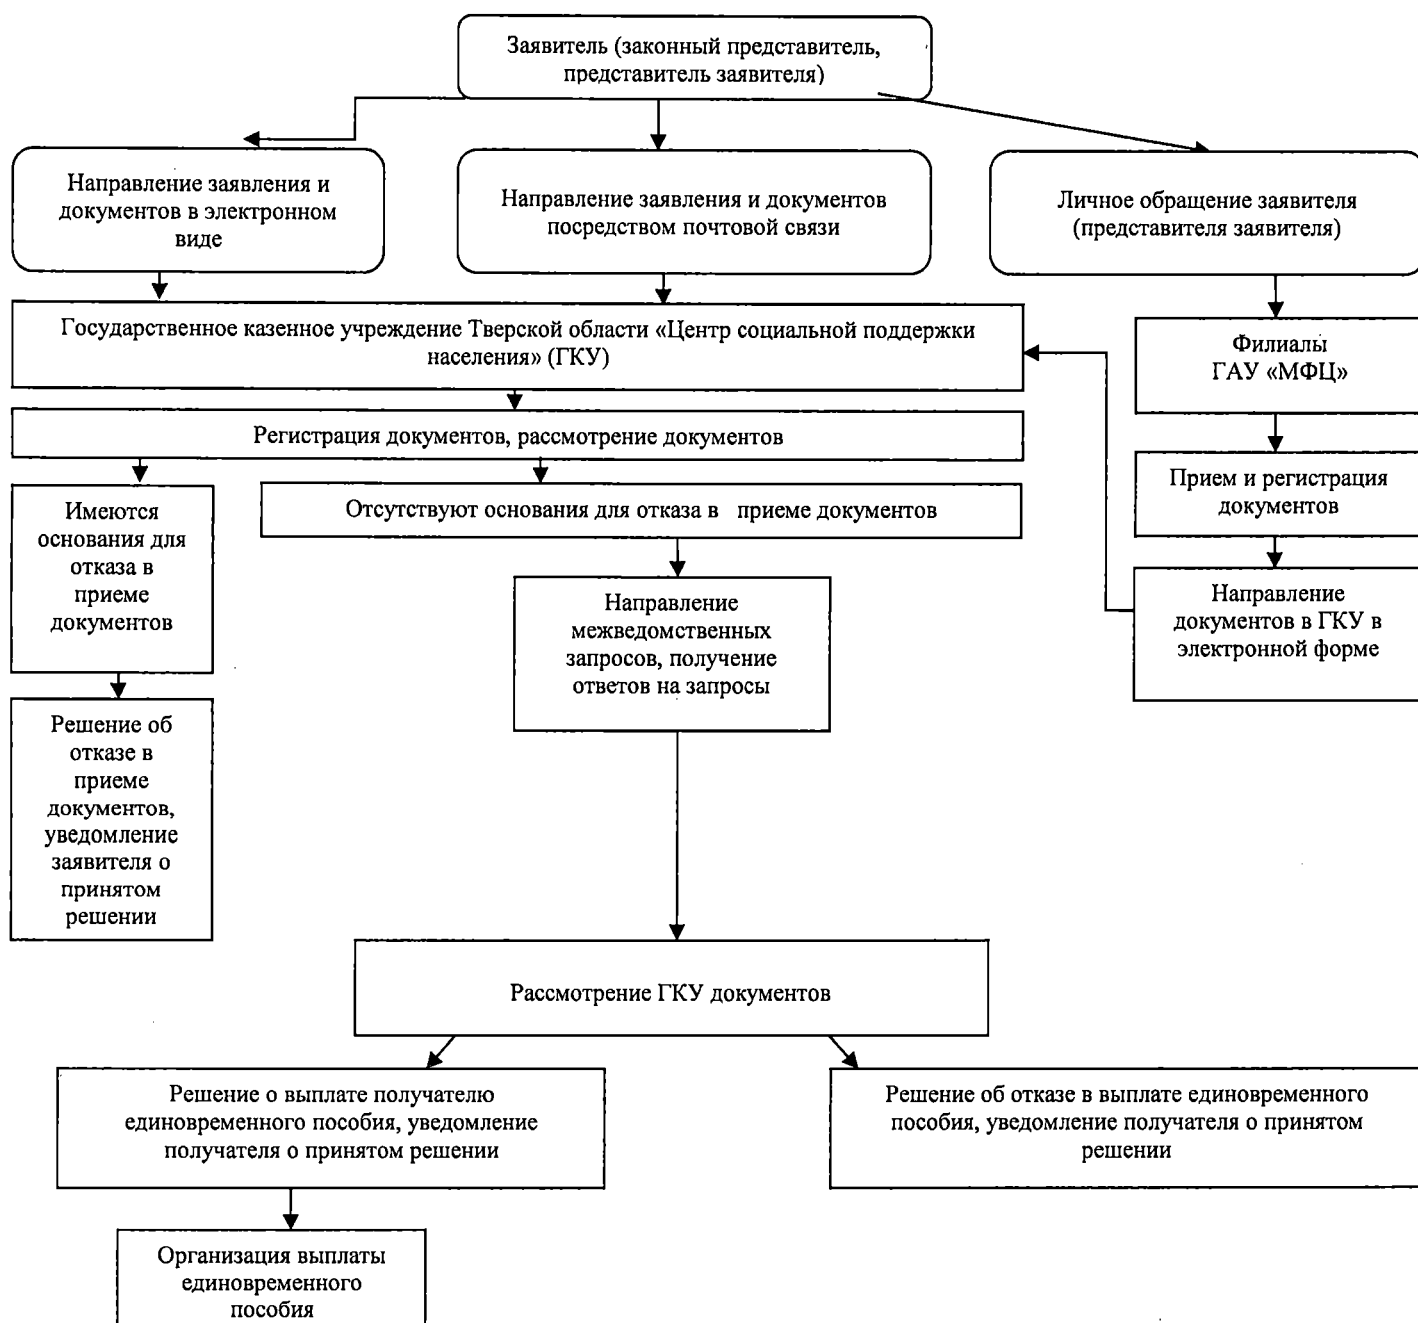 Заявитель (законный представитель,
представитель заявителя)
Направление заявления и
документов в электронном
виде
Направление заявления и документов
посредством почтовой связи
Личное обращение заявителя
(представителя заявителя)
Государственное казенное учреждение Тверской области «Центр социальной поддержки
населения» (ГКУ)
Филиалы
ГАУ «МФЦ»
Регистрация документов, рассмотрение документов
Прием и регистрация
документов
Имеются
основания для
отказа в
приеме
документов
Отсутствуют основания для отказа в приеме документов
Направление
межведомственных
запросов, получение
ответов на запросы
Направление
документов в ГКУ в
электронной форме
Решение об
отказе в
приеме
документов,
уведомление
заявителя о
принятом
решении
Рассмотрение ГКУ документов
Решение о выплате получателю
единовременного пособия, уведомление
получателя о принятом решении
Решение об отказе в выплате единовременного
пособия, уведомление получателя о принятом
решении
Организация выплаты
единовременного
пособия